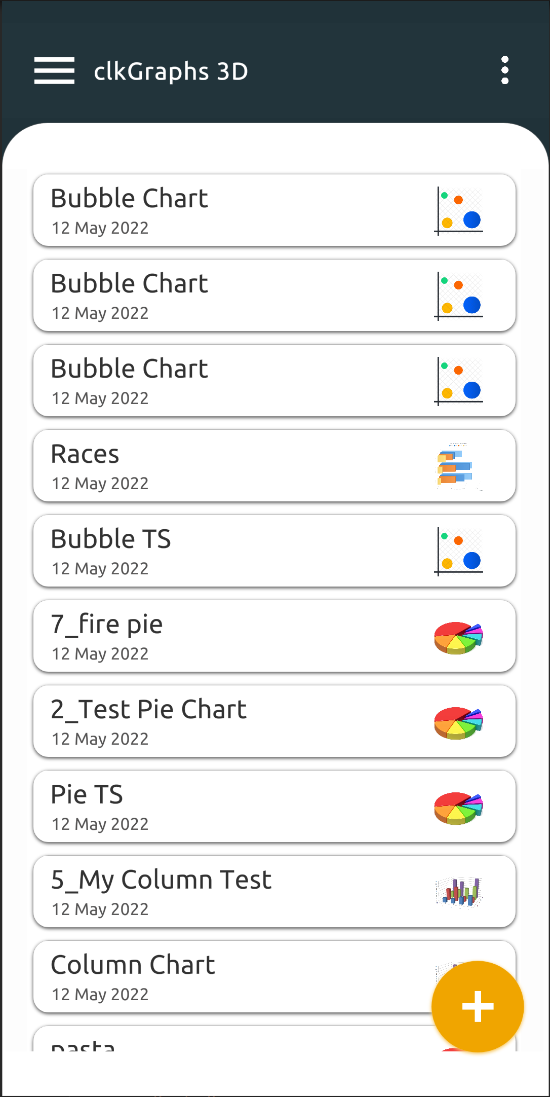 clkGraphs 3D
Bubble Chart
12 May 2022
Bubble Chart
12 May 2022
Bubble Chart
12 May 2022
Races
12 May 2022
Bubble TS
12 May 2022
7_fire pie
12 May 2022
2_Test Pie Chart
12 May 2022
Pie TS
12 May 2022
5_My Column Test
12 May 2022
Column Chart
12 May 2022
pasta